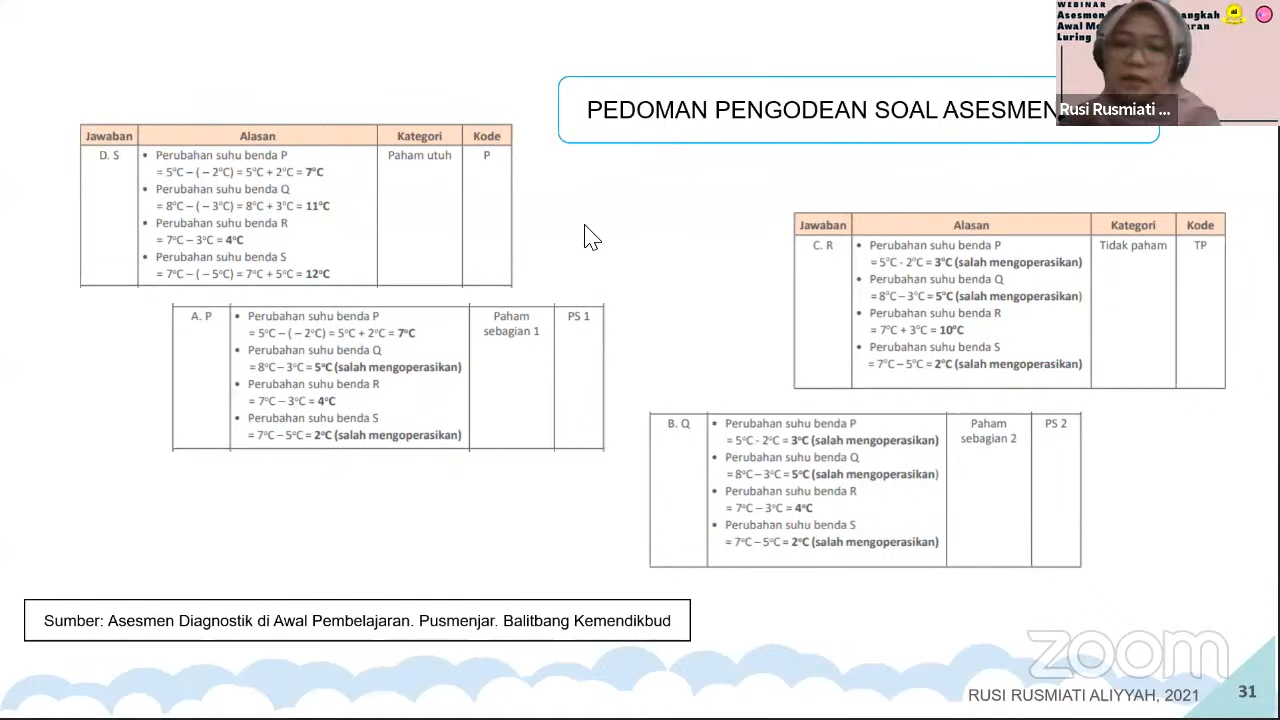 WEBINAR
Asesmen
angkah
Awal
aran
Luring
Rusi Rusmiati ...
PEDOMAN PENGODEAN SOAL ASESMEN
Jawaban Alasan Kategori Kode
D. S • Perubahan suhu benda P Paham utuh P
= 5°C – ( – 2°C) = 5°C + 2°C = 7°C
• Perubahan suhu benda Q
= 8°C – ( – 3°C) = 8°C + 3°C = 11°C
• Perubahan suhu benda R
= 7°C – 3°C = 4°C
• Perubahan suhu benda S
= 7°C – ( – 5°C) = 7°C + 5°C = 12°C
A. P • Perubahan suhu benda P Paham PS 1
= 5°C – ( – 2°C) = 5°C + 2°C = 7°C sebagian 1
• Perubahan suhu benda Q
= 8°C – 3°C = 5°C (salah mengoperasikan)
• Perubahan suhu benda R
= 7°C – 3°C = 4°C
• Perubahan suhu benda S
= 7°C – 5°C = 2°C (salah mengoperasikan)
Jawaban Alasan Kategori Kode
C. R • Perubahan suhu benda P Tidak paham TP
= 5°C - 2°C = 3°C (salah mengoperasikan)
• Perubahan suhu benda Q
= 8°C – 3°C = 5°C (salah mengoperasikan)
• Perubahan suhu benda R
= 7°C + 3°C = 10°C
• Perubahan suhu benda S
= 7°C – 5°C = 2°C (salah mengoperasikan)
B. Q • Perubahan suhu benda P Paham PS 2
= 5°C - 2°C = 3°C (salah mengoperasikan) sebagian 2
• Perubahan suhu benda Q
= 8°C – 3°C = 5°C (salah mengoperasikan)
• Perubahan suhu benda R
= 7°C – 3°C = 4°C
• Perubahan suhu benda S
= 7°C – 5°C = 2°C (salah mengoperasikan)
Sumber: Asesmen Diagnostik di Awal Pembelajaran. Pusmenjar. Balitbang Kemendikbud
zoom
RUSI RUSMIATI ALIYYAH, 2021
31